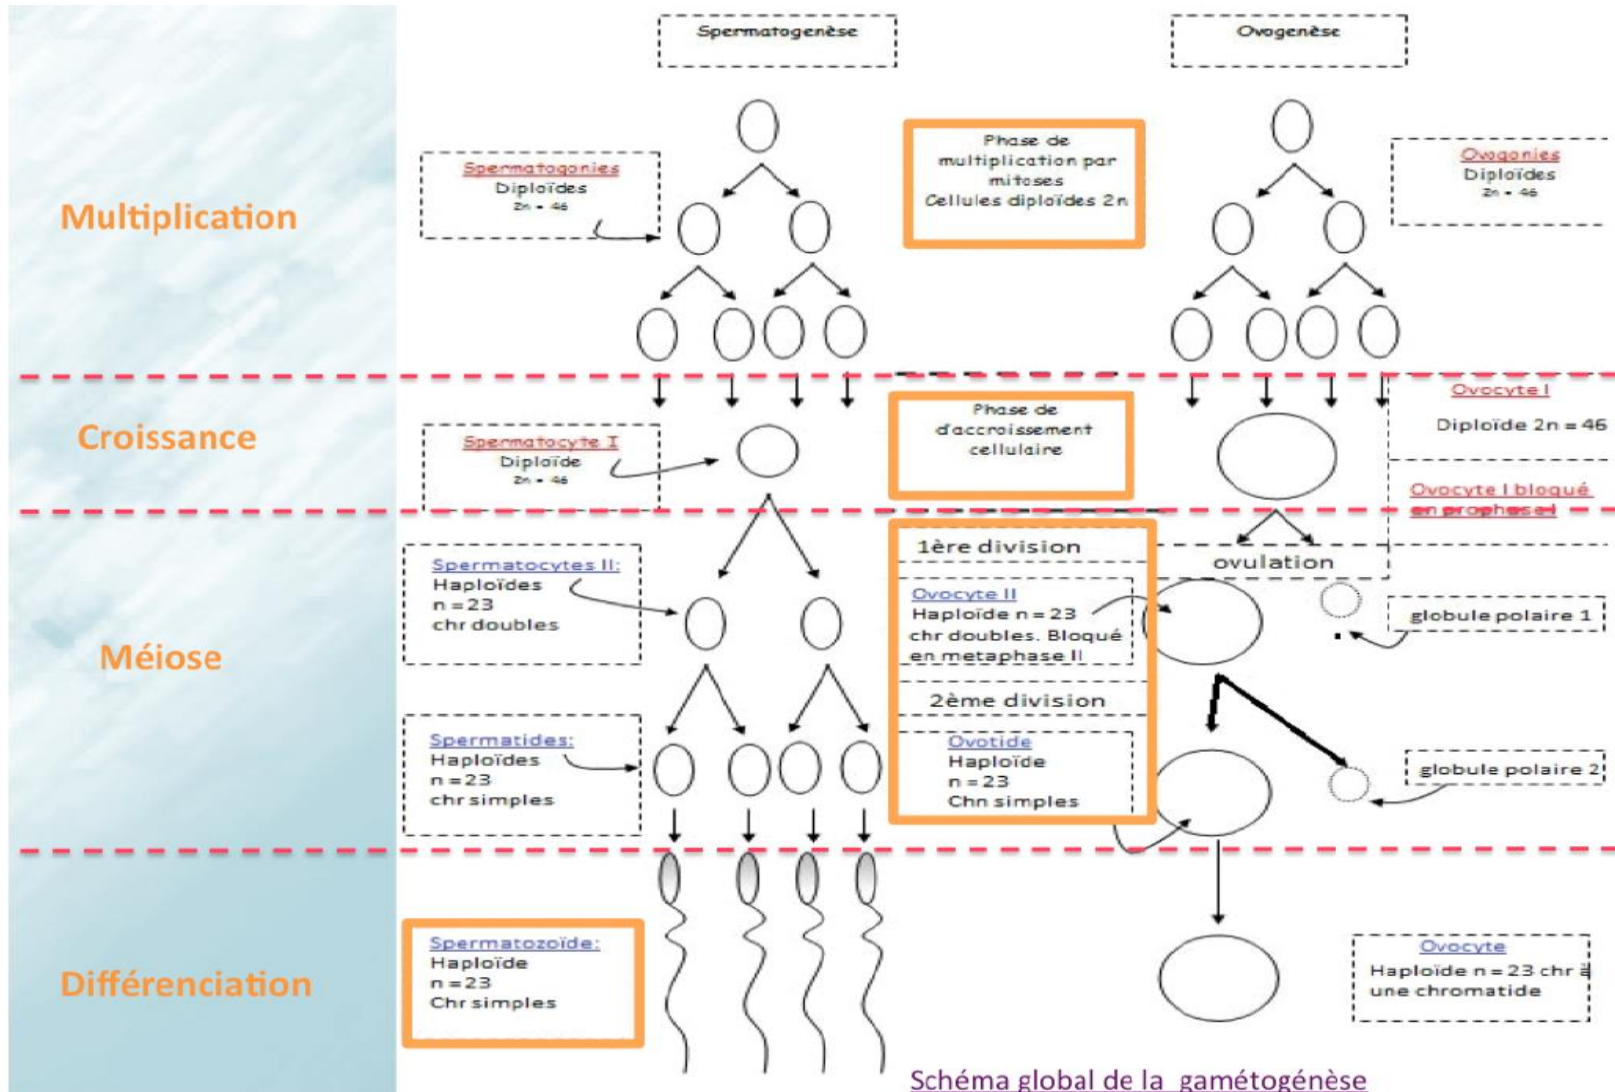 Spermatogenèse
Ovogenèse
Multiplication
Spermatogonies
Diploïdes
2n = 46
Phase de
multiplication par
mitoses
Cellules diploïdes 2n
Ovogonies
Diploïdes
2n = 46
Croissance
Spermatocyte I
Diploïde
2n = 46
Phase de
d'accroissement
cellulaire
Ovocyte I
Diploïde 2n = 46
Ovocyte I bloqué
en prophase I
Méiose
Spermatocytes II:
Haploïdes
n = 23
chr doubles
1ère division
ovulation
Ovocyte II
Haploïde n = 23
chr doubles. Bloqué
en metaphase II
globule polaire 1
2ème division
Spermatides:
Haploïdes
n = 23
chr simples
Ovotide
Haploïde
n = 23
Chn simples
globule polaire 2
Différenciation
Spermatozoïde:
Haploïde
n = 23
Chr simples
Ovocyte
Haploïde n = 23 chr à
une chromatide
Schéma global de la gamétogénèse